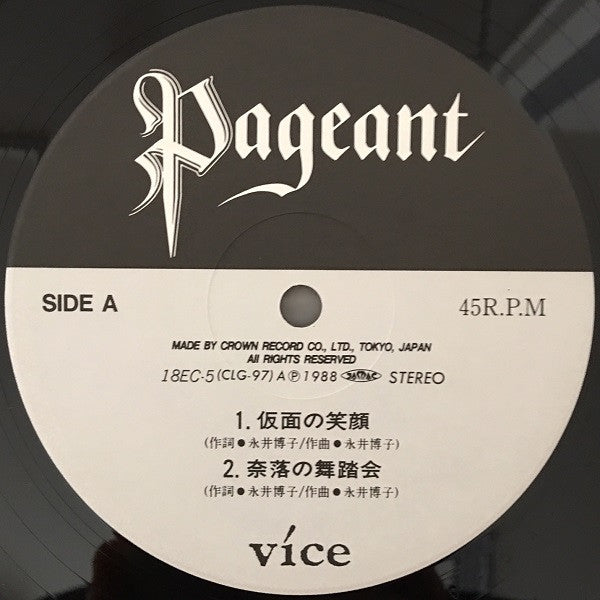 Pageant
SIDE A
45R.P.M
MADE BY CROWN RECORD CO., LTD., TOKYO, JAPAN
All RIGHTS RESERVED
18EC-5 (CLG-97) A Ⓟ 1988 JASRAC STEREO
1. 仮面の笑顔
(作詞●永井博子/作曲●永井博子)
2. 奈落の舞踏会
(作詞●永井博子/作曲●永井博子)
více